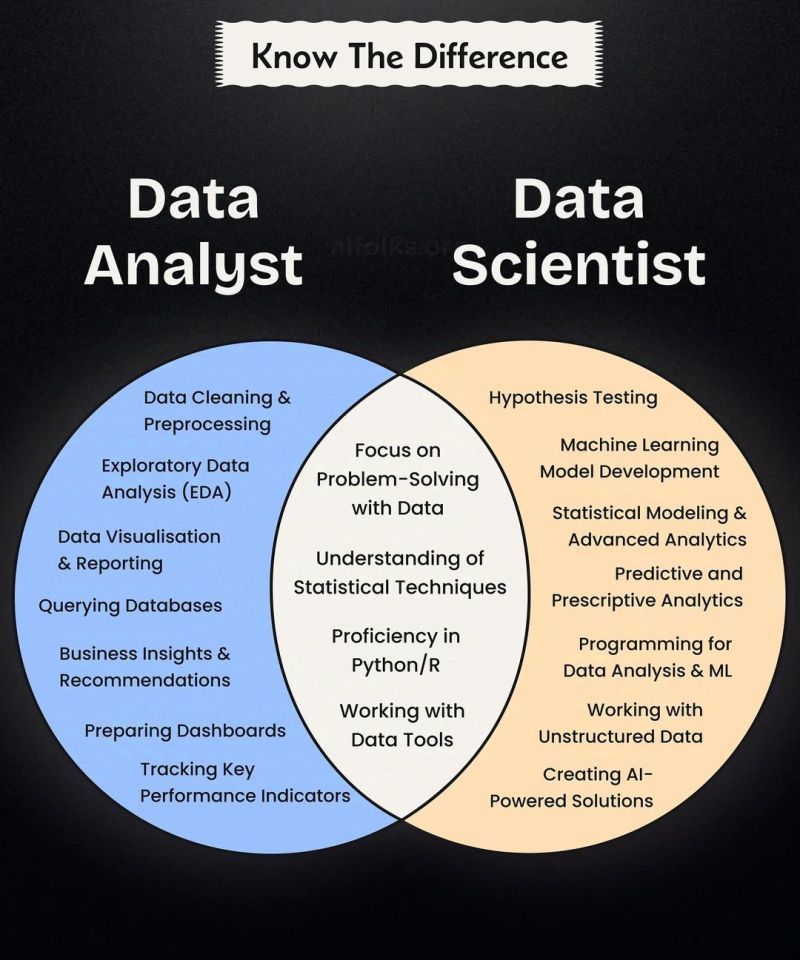 Know The Difference
Data
Analyst
Data
Scientist
Data Cleaning &
Preprocessing
Exploratory Data
Analysis (EDA)
Data Visualisation
& Reporting
Querying Databases
Business Insights &
Recommendations
Preparing Dashboards
Tracking Key
Performance Indicators
Focus on
Problem-Solving
with Data
Understanding of
Statistical Techniques
Proficiency in
Python/R
Working with
Data Tools
Hypothesis Testing
Machine Learning
Model Development
Statistical Modeling &
Advanced Analytics
Predictive and
Prescriptive Analytics
Programming for
Data Analysis & ML
Working with
Unstructured Data
Creating AI-
Powered Solutions